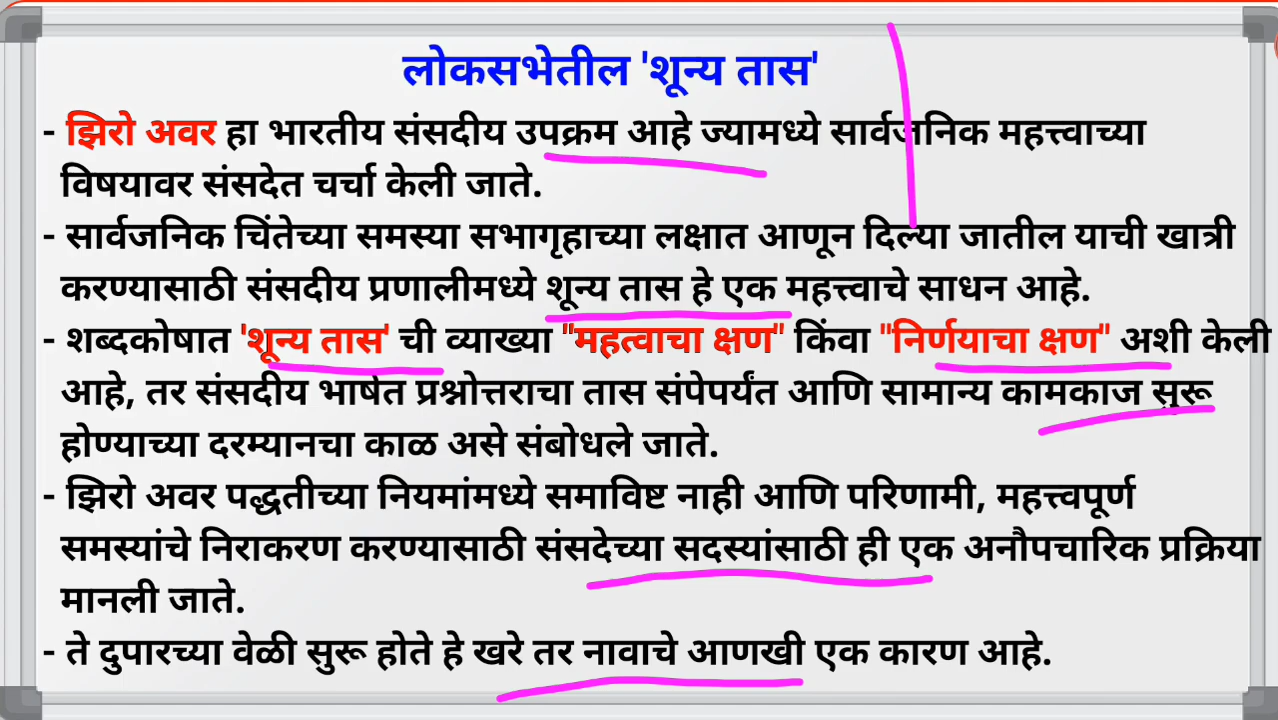 लोकसभेतील 'शून्य तास'
- झिरो अवर हा भारतीय संसदीय उपक्रम आहे ज्यामध्ये सार्वजनिक महत्त्वाच्या
विषयावर संसदेत चर्चा केली जाते.
- सार्वजनिक चिंतेच्या समस्या सभागृहाच्या लक्षात आणून दिल्या जातील याची खात्री
करण्यासाठी संसदीय प्रणालीमध्ये शून्य तास हे एक महत्त्वाचे साधन आहे.
- शब्दकोषात 'शून्य तास' ची व्याख्या "महत्वाचा क्षण" किंवा "निर्णयाचा क्षण" अशी केली
आहे, तर संसदीय भाषेत प्रश्नोत्तराचा तास संपेपर्यंत आणि सामान्य कामकाज सुरू
होण्याच्या दरम्यानचा काळ असे संबोधले जाते.
- झिरो अवर पद्धतीच्या नियमांमध्ये समाविष्ट नाही आणि परिणामी, महत्त्वपूर्ण
समस्यांचे निराकरण करण्यासाठी संसदेच्या सदस्यांसाठी ही एक अनौपचारिक प्रक्रिया
मानली जाते.
- ते दुपारच्या वेळी सुरू होते हे खरे तर नावाचे आणखी एक कारण आहे.